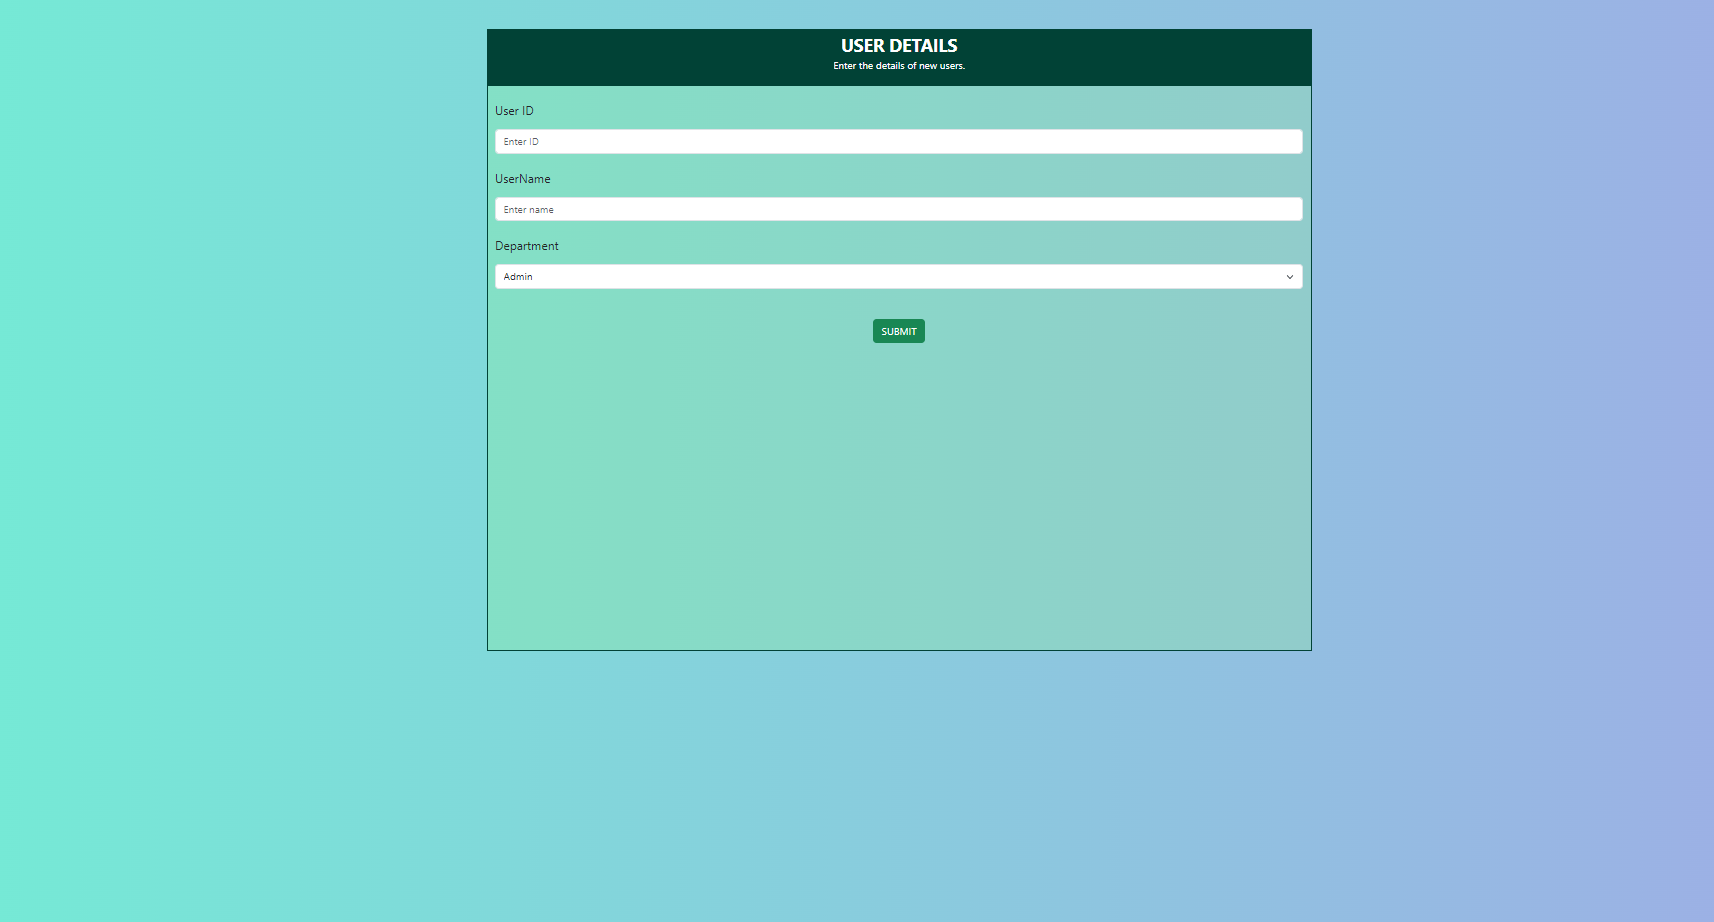 USER DETAILS
Enter the details of new users.
User ID
Enter ID
UserName
Enter name
Department
Admin
SUBMIT